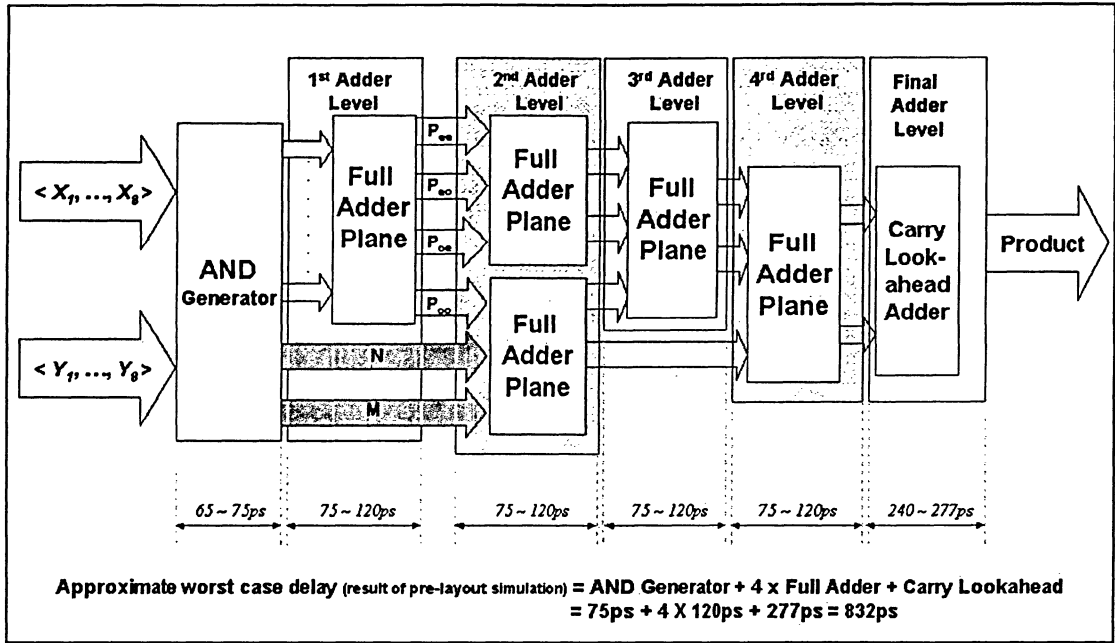 1st Adder Level
2nd Adder Level
3rd Adder Level
4rd Adder Level
Final Adder Level
< X1, ..., X8>
< Y1, ..., Y8>
AND Generator
Full Adder Plane
Pee
Peo
Poe
Poo
N
M
Full Adder Plane
Full Adder Plane
Full Adder Plane
Full Adder Plane
Carry Look-ahead Adder
Product
65 ~ 75ps
75 ~ 120ps
75 ~ 120ps
75 ~ 120ps
75 ~ 120ps
240 ~ 277ps
Approximate worst case delay (result of pre-layout simulation) = AND Generator + 4 x Full Adder + Carry Lookahead
= 75ps + 4 X 120ps + 277ps = 832ps